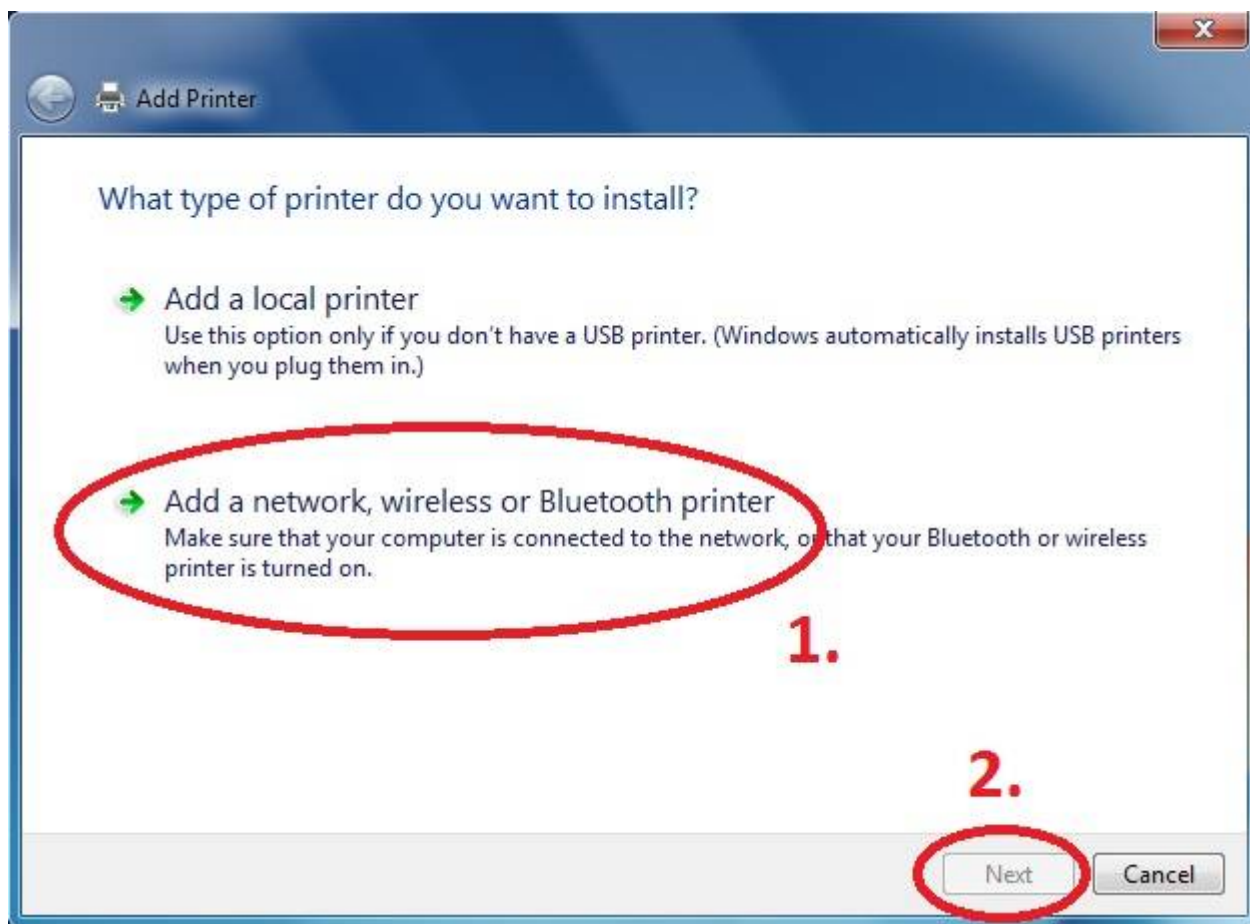 x
Add Printer
What type of printer do you want to install?
Add a local printer
Use this option only if you don't have a USB printer. (Windows automatically installs USB printers
when you plug them in.)
Add a network, wireless or Bluetooth printer
Make sure that your computer is connected to the network, or that your Bluetooth or wireless
printer is turned on.
1.
2.
Next Cancel